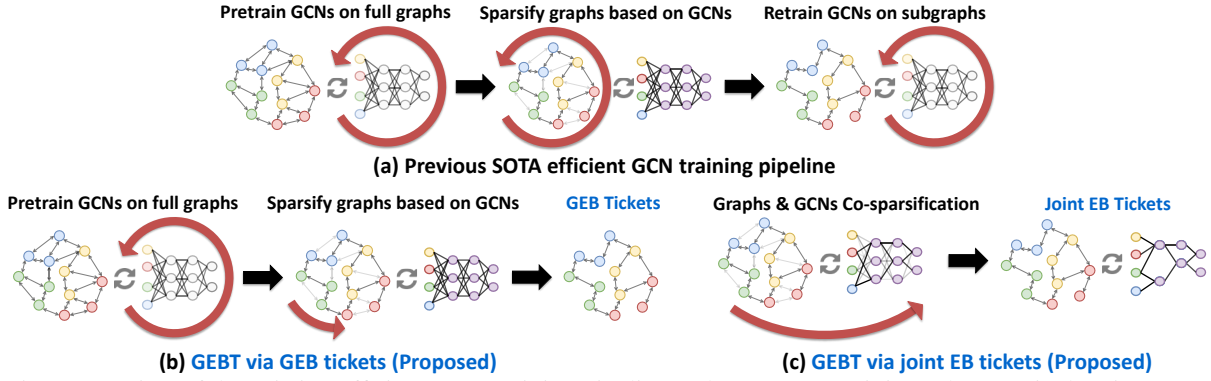 Pretrain GCNs on full graphs
Sparsify graphs based on GCNs
Retrain GCNs on subgraphs
(a) Previous SOTA efficient GCN training pipeline
Pretrain GCNs on full graphs
Sparsify graphs based on GCNs
GEB Tickets
Graphs & GCNs Co-sparsification
Joint EB Tickets
(b) GEBT via GEB tickets (Proposed)
(c) GEBT via joint EB tickets (Proposed)